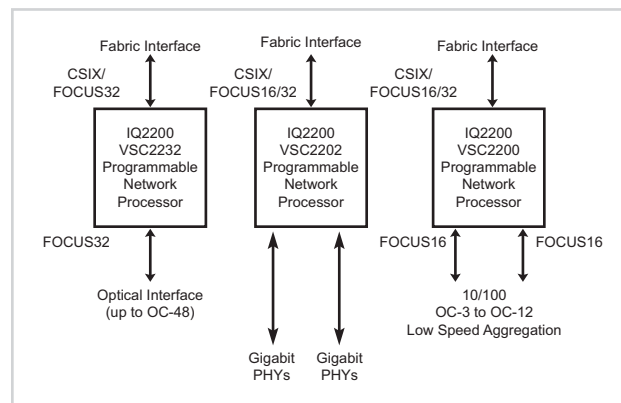 Fabric Interface
CSIX/
FOCUS32
IQ2200
VSC2232
Programmable
Network
Processor
FOCUS32
Optical Interface
(up to OC-48)
Fabric Interface
CSIX/
FOCUS16/32
IQ2200
VSC2202
Programmable
Network
Processor
Gigabit
PHYs
Gigabit
PHYs
Fabric Interface
CSIX/
FOCUS16/32
IQ2200
VSC2200
Programmable
Network
Processor
FOCUS16
FOCUS16
10/100
OC-3 to OC-12
Low Speed Aggregation